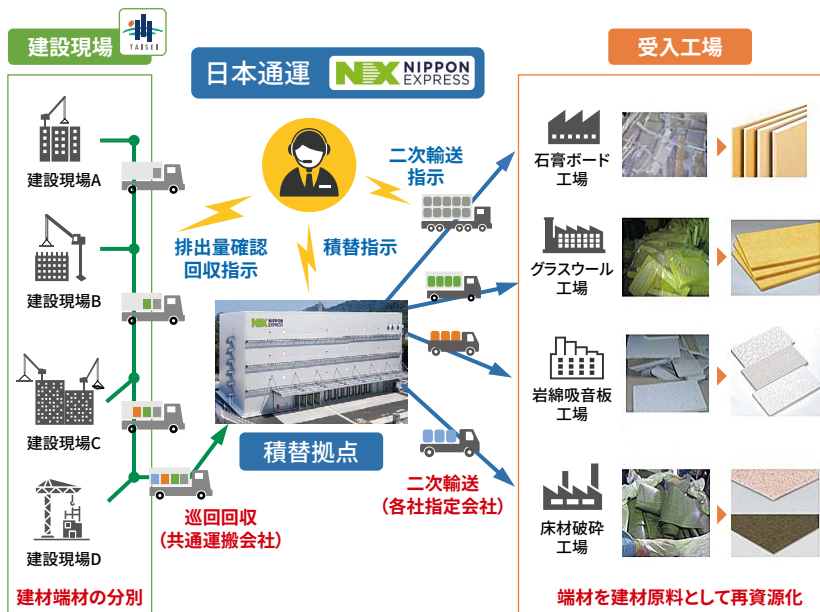 建設現場
TAISEI
日本通運
NX NIPPON
EXPRESS
受入工場
建設現場A
建設現場B
建設現場C
建設現場D
建材端材の分別
排出量確認
回収指示
積替指示
二次輸送
指示
NX NIPPON
EXPRESS
積替拠点
巡回回収
(共通運搬会社)
二次輸送
(各社指定会社)
石膏ボード
工場
グラスウール
工場
岩綿吸音板
工場
床材破砕
工場
端材を建材原料として再資源化